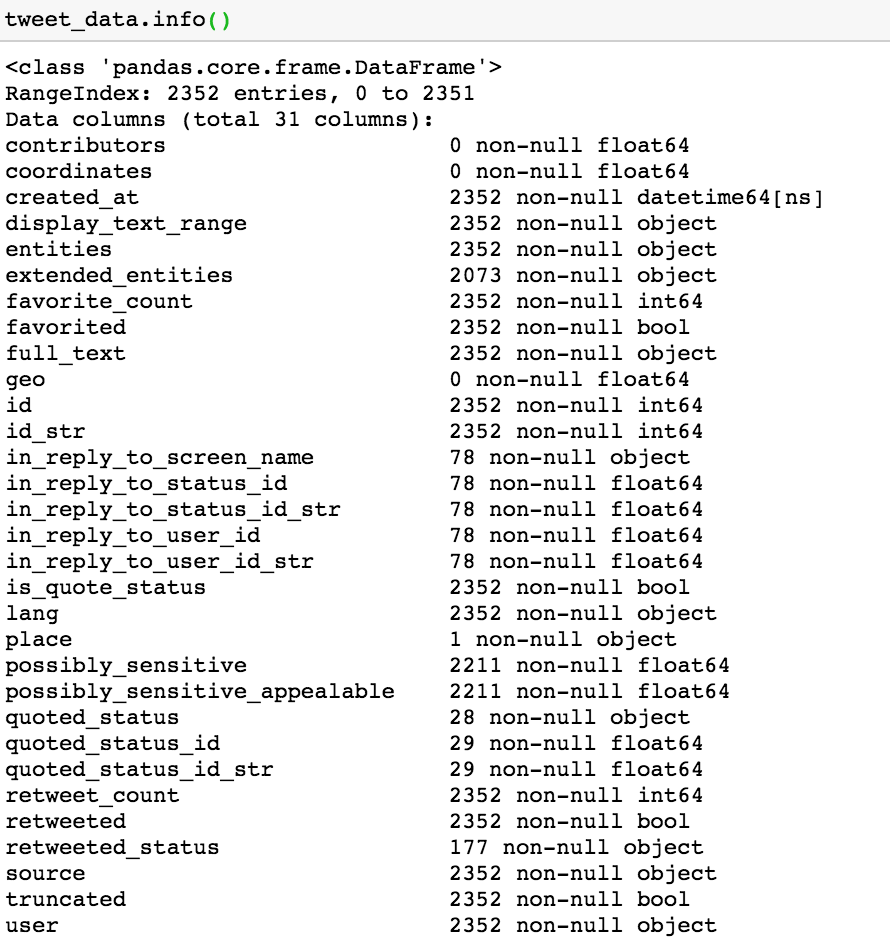 tweet_data.info()
<class 'pandas.core.frame.DataFrame'>
RangeIndex: 2352 entries, 0 to 2351
Data columns (total 31 columns):
contributors                     0 non-null float64
coordinates                      0 non-null float64
created_at                       2352 non-null datetime64[ns]
display_text_range               2352 non-null object
entities                         2352 non-null object
extended_entities                2073 non-null object
favorite_count                   2352 non-null int64
favorited                        2352 non-null bool
full_text                        2352 non-null object
geo                              0 non-null float64
id                               2352 non-null int64
id_str                           2352 non-null int64
in_reply_to_screen_name          78 non-null object
in_reply_to_status_id            78 non-null float64
in_reply_to_status_id_str        78 non-null float64
in_reply_to_user_id              78 non-null float64
in_reply_to_user_id_str          78 non-null float64
is_quote_status                  2352 non-null bool
lang                             2352 non-null object
place                            1 non-null object
possibly_sensitive               2211 non-null float64
possibly_sensitive_appealable    2211 non-null float64
quoted_status                    28 non-null object
quoted_status_id                 29 non-null float64
quoted_status_id_str             29 non-null float64
retweet_count                    2352 non-null int64
retweeted                        2352 non-null bool
retweeted_status                 177 non-null object
source                           2352 non-null object
truncated                        2352 non-null bool
user                             2352 non-null object